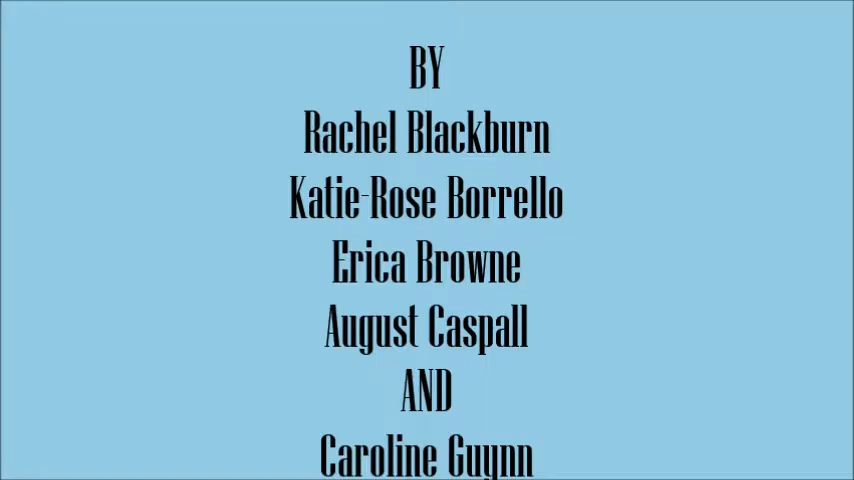 BY
Rachel Blackburn
Katie-Rose Borrello
Erica Browne
August Caspall
AND
Caroline Guynn